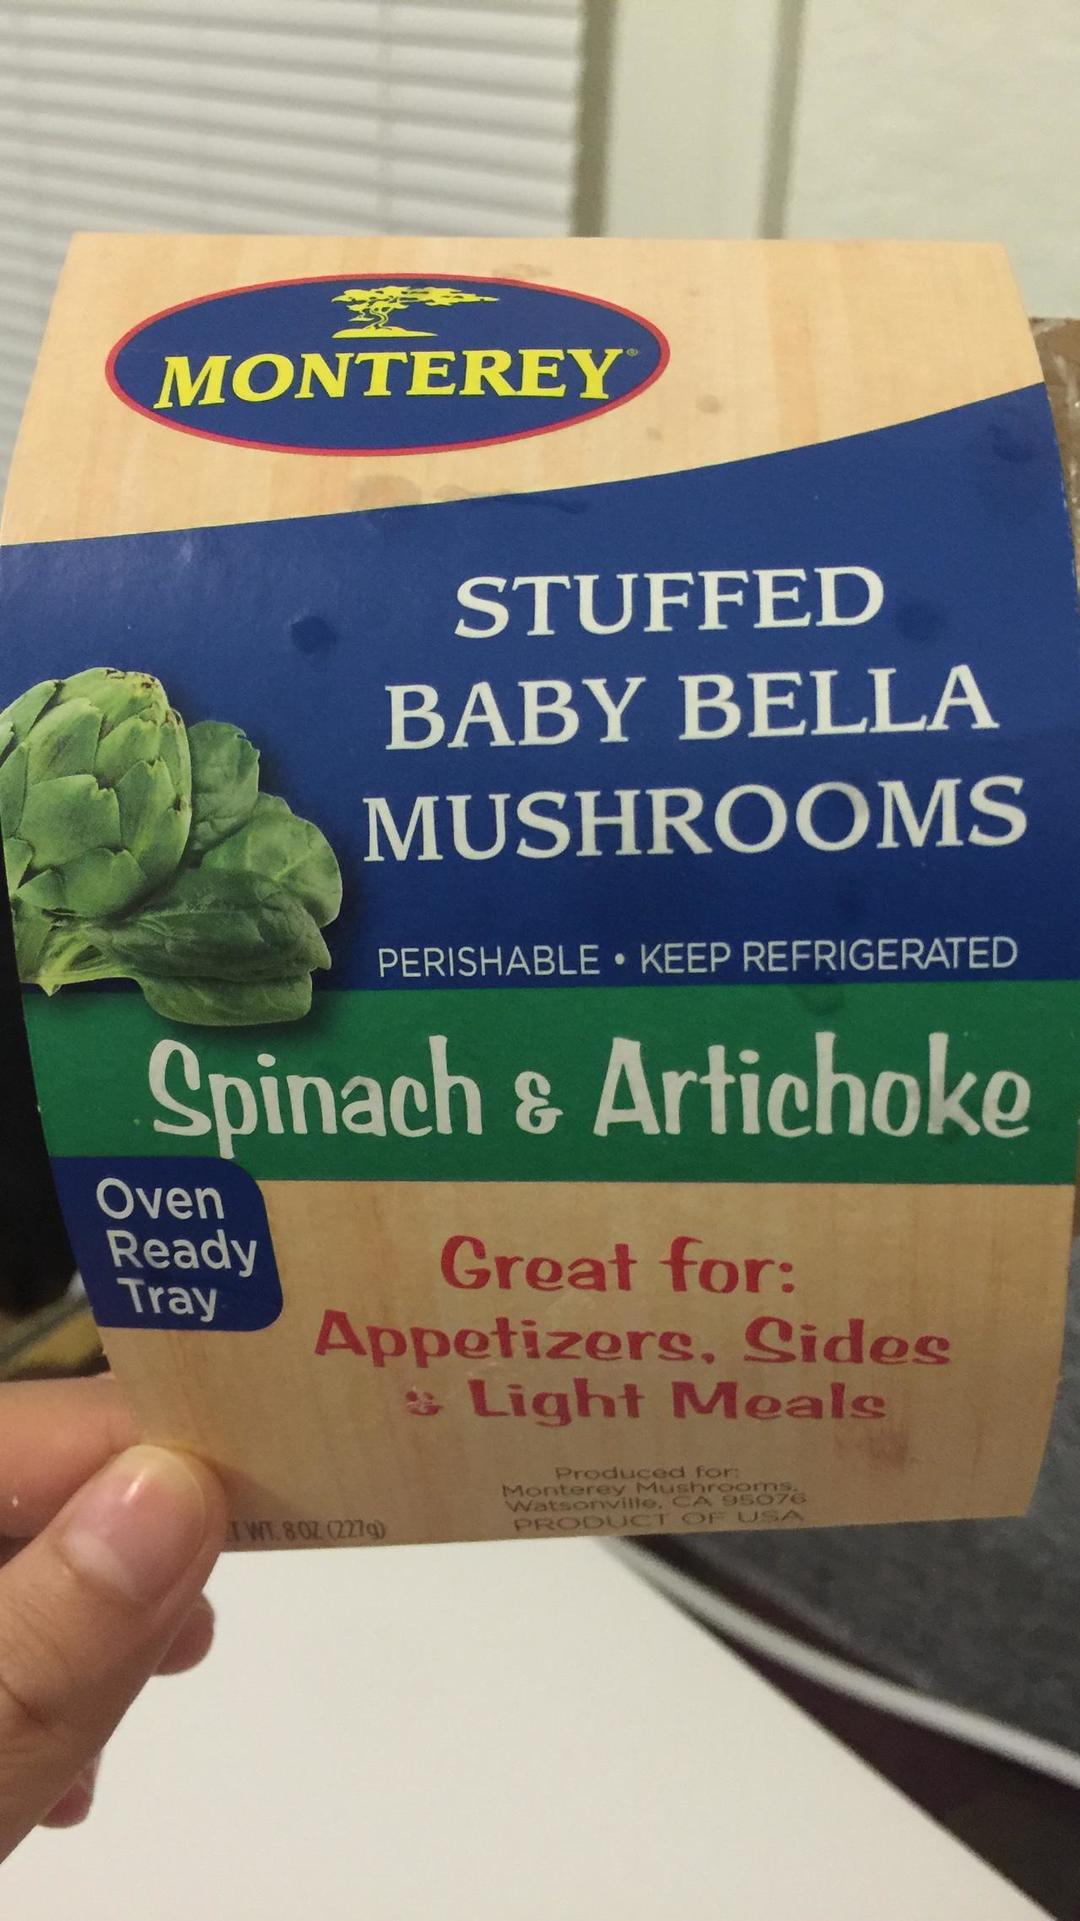 MONTEREY®
STUFFED
BABY BELLA
MUSHROOMS
PERISHABLE • KEEP REFRIGERATED
Spinach & Artichoke
Oven
Ready
Tray
Great for:
Appetizers, Sides
& Light Meals
Produced for:
Monterey Mushrooms,
Watsonville, CA 95076
PRODUCT OF USA
T WT. 8 OZ (227g)